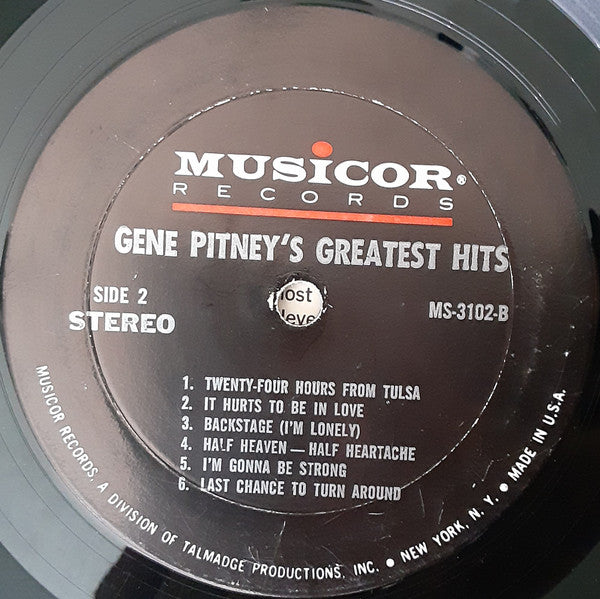 MUSICOR®
RECORDS
GENE PITNEY'S GREATEST HITS
SIDE 2
STEREO
MS-3102-B
1. TWENTY-FOUR HOURS FROM TULSA
2. IT HURTS TO BE IN LOVE
3. BACKSTAGE (I'M LONELY)
4. HALF HEAVEN — HALF HEARTACHE
5. I'M GONNA BE STRONG
6. LAST CHANCE TO TURN AROUND
MUSICOR RECORDS, A DIVISION OF TALMADGE PRODUCTIONS, INC. • NEW YORK, N. Y. • MADE IN U.S.A.